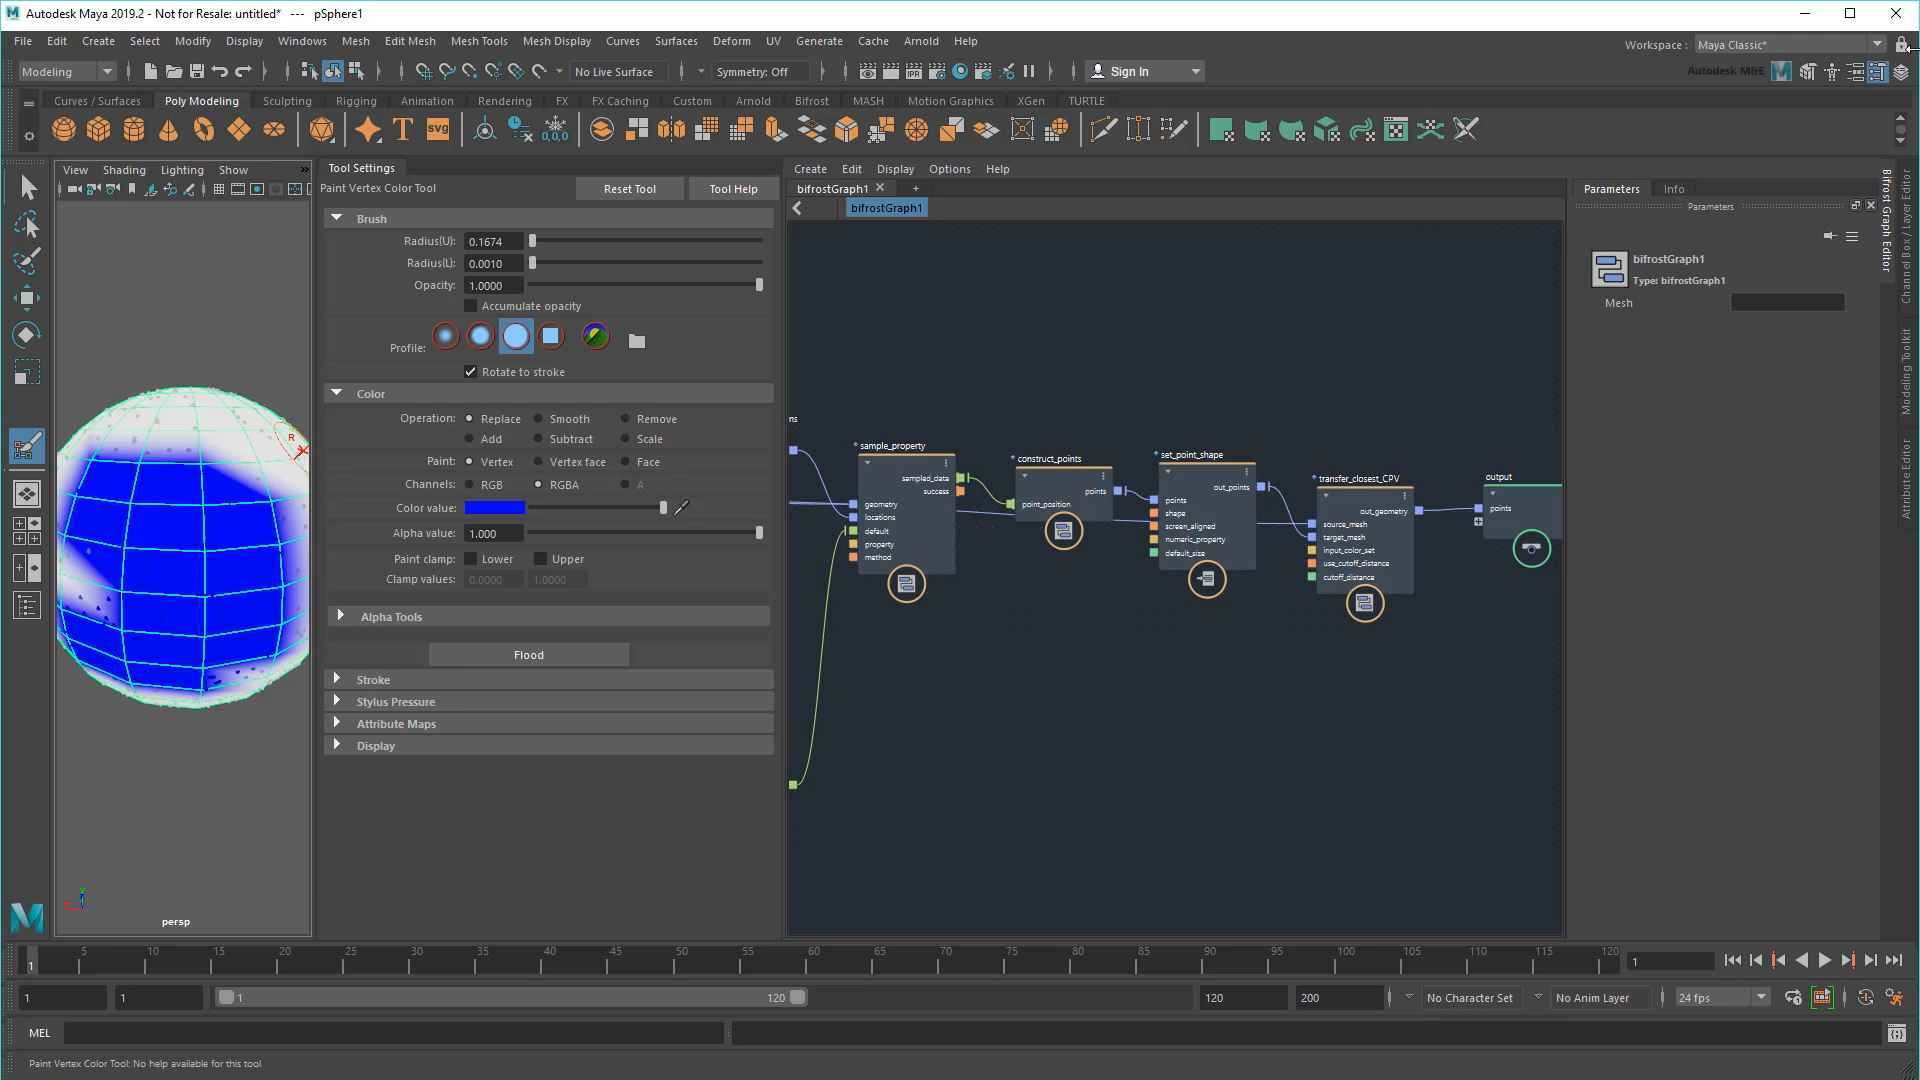 Autodesk Maya 2019.2 - Not for Resale: untitled* --- pSphere1
File Edit Create Select Modify Display Windows Mesh Edit Mesh Mesh Tools Mesh Display Curves Surfaces Deform UV Generate Cache Arnold Help
Workspace : Maya Classic*
Modeling No Live Surface Symmetry: Off IPR Sign In Autodesk M&E
Curves / Surfaces Poly Modeling Sculpting Rigging Animation Rendering FX FX Caching Custom Arnold Bifrost MASH Motion Graphics XGen TURTLE
T SVG 0,0,0
View Shading Lighting Show »
Tool Settings
Paint Vertex Color Tool Reset Tool Tool Help
Brush
Radius(U): 0.1674
Radius(L): 0.0010
Opacity: 1.0000
Accumulate opacity
Profile:
Rotate to stroke
Color
Operation: Replace Smooth Remove
Add Subtract Scale
Paint: Vertex Vertex face Face
Channels: RGB RGBA A
Color value:
Alpha value: 1.000
Paint clamp: Lower Upper
Clamp values: 0.0000 1.0000
Alpha Tools
Flood
Stroke
Stylus Pressure
Attribute Maps
Display
R
persp
Create Edit Display Options Help
bifrostGraph1 +
bifrostGraph1
ns
sample_property
sampled_data
success
geometry
locations
default
property
method
construct_points
points
point_position
set_point_shape
out_points
points
shape
screen_aligned
numeric_property
default_size
transfer_closest_CPV
out_geometry
source_mesh
target_mesh
input_color_set
use_cutoff_distance
cutoff_distance
output
points
Parameters Info
Parameters
bifrostGraph1
Type: bifrostGraph1
Mesh
Bifrost Graph Editor
Channel Box / Layer Editor
Modeling Toolkit
Attribute Editor
1 5 10 15 20 25 30 35 40 45 50 55 60 65 70 75 80 85 90 95 100 105 110 115 120 1
1 1 1 120 120 200 No Character Set No Anim Layer 24 fps
MEL
Paint Vertex Color Tool: No help available for this tool